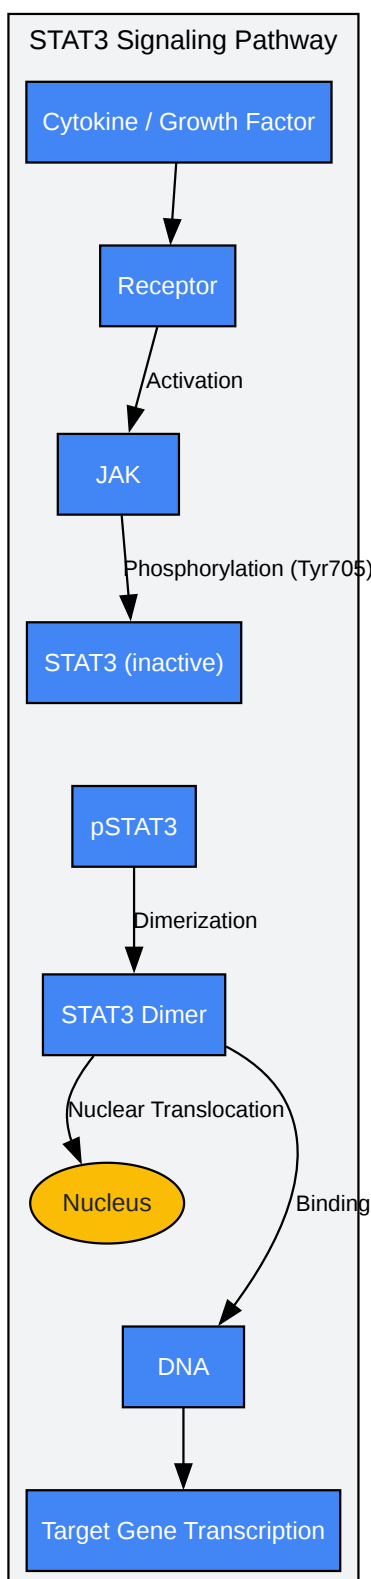 STAT3 Signaling Pathway
Cytokine / Growth Factor
Receptor
Activation
JAK
Phosphorylation (Tyr705)
STAT3 (inactive)
pSTAT3
Dimerization
STAT3 Dimer
Nuclear Translocation
Nucleus
Binding
DNA
Target Gene Transcription